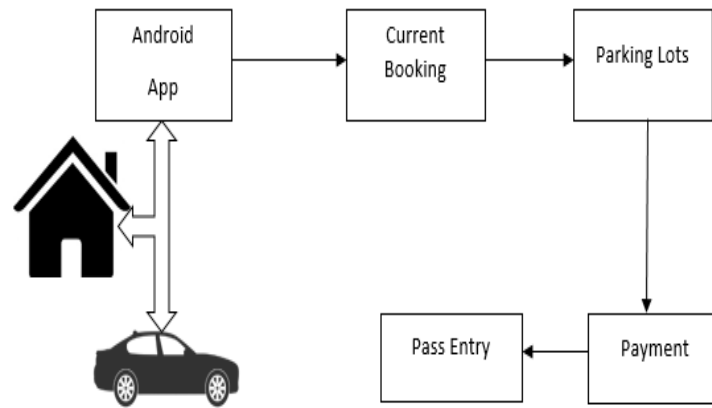 Android
App
Current
Booking
Parking Lots
Pass Entry
Payment